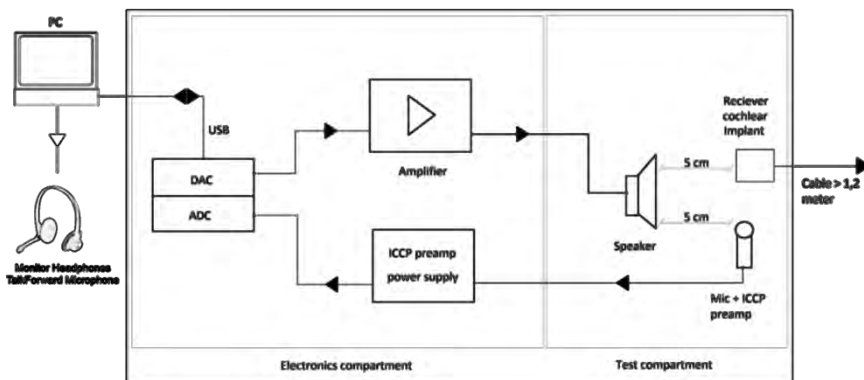 PC
USB
DAC
ADC
Amplifier
ICCP preamp
power supply
Speaker
5 cm
5 cm
Reciever
cochlear
Implant
Cable > 1,2
meter
Mic + ICCP
preamp
Monitor Headphones
TalkForward Microphone
Electronics compartment
Test compartment